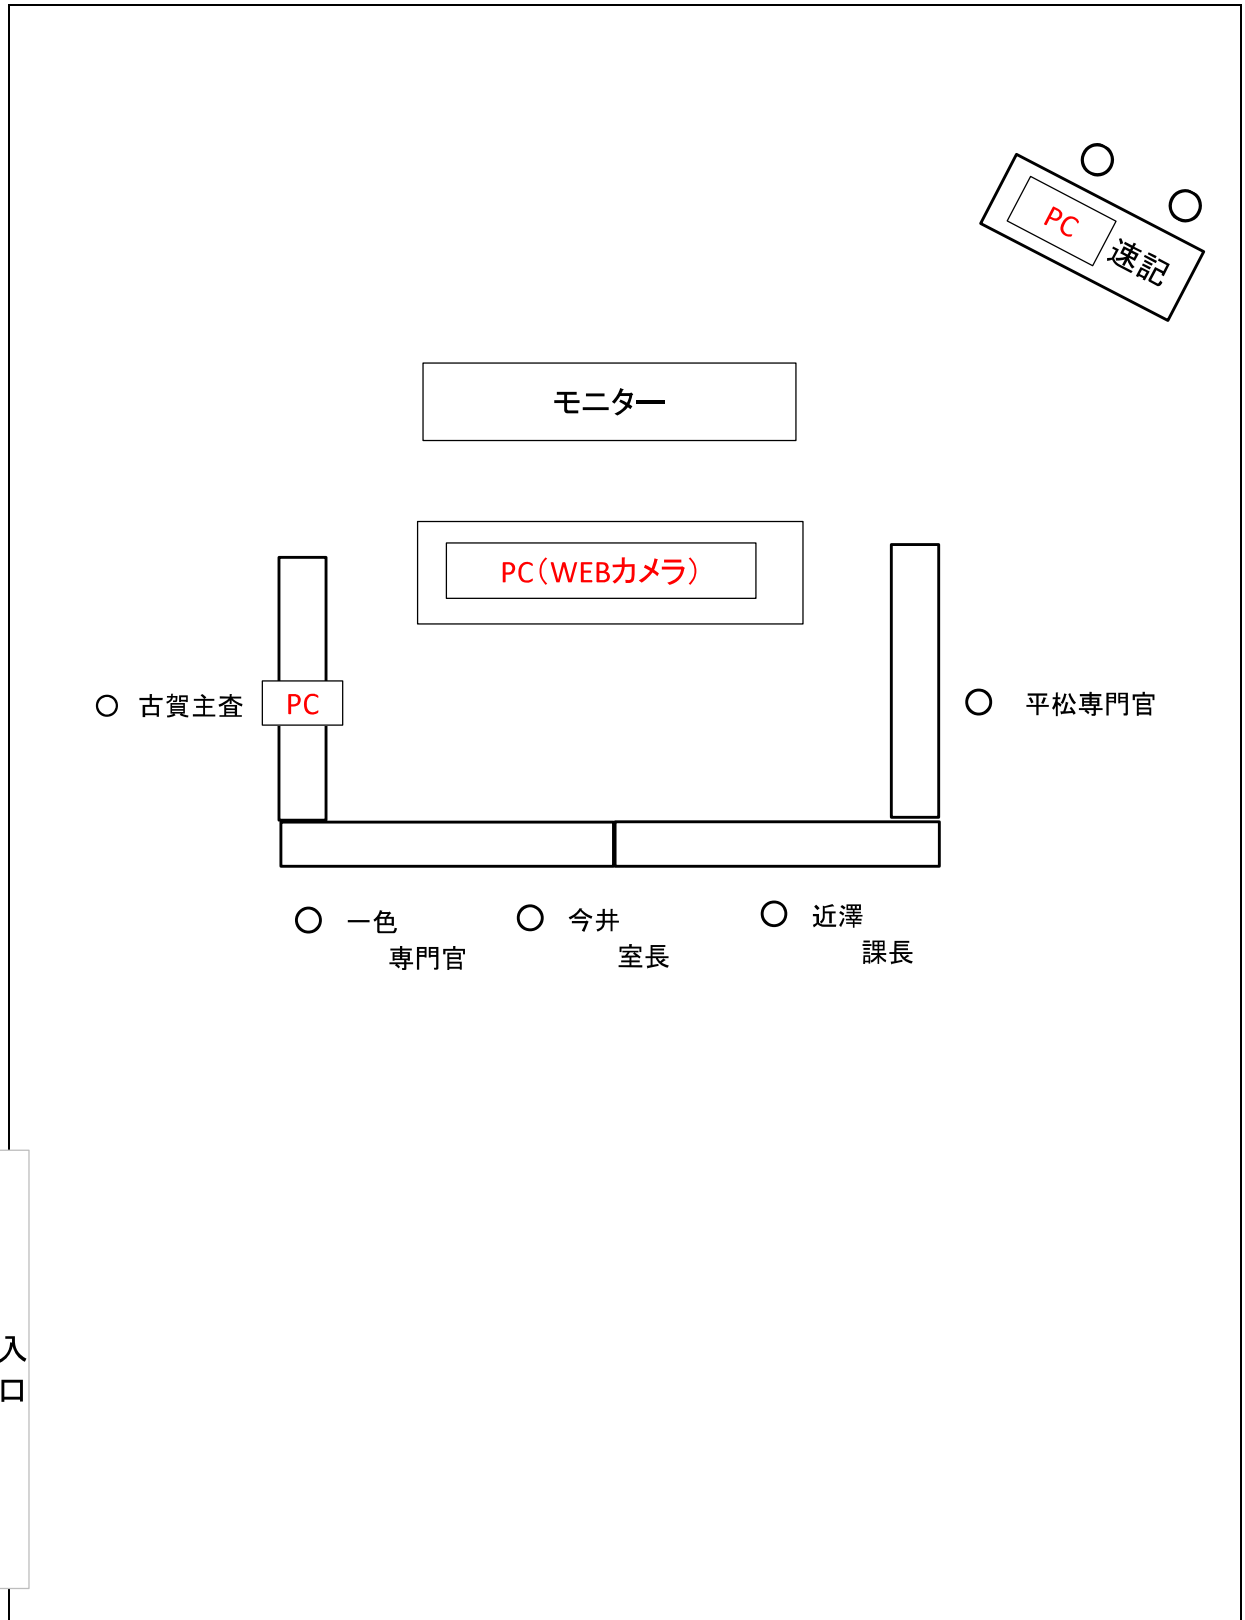 PC
速記
モニター
PC(WEBカメラ)
古賀主査
PC
平松専門官
一色
専門官
今井
室長
近澤
課長
入
口